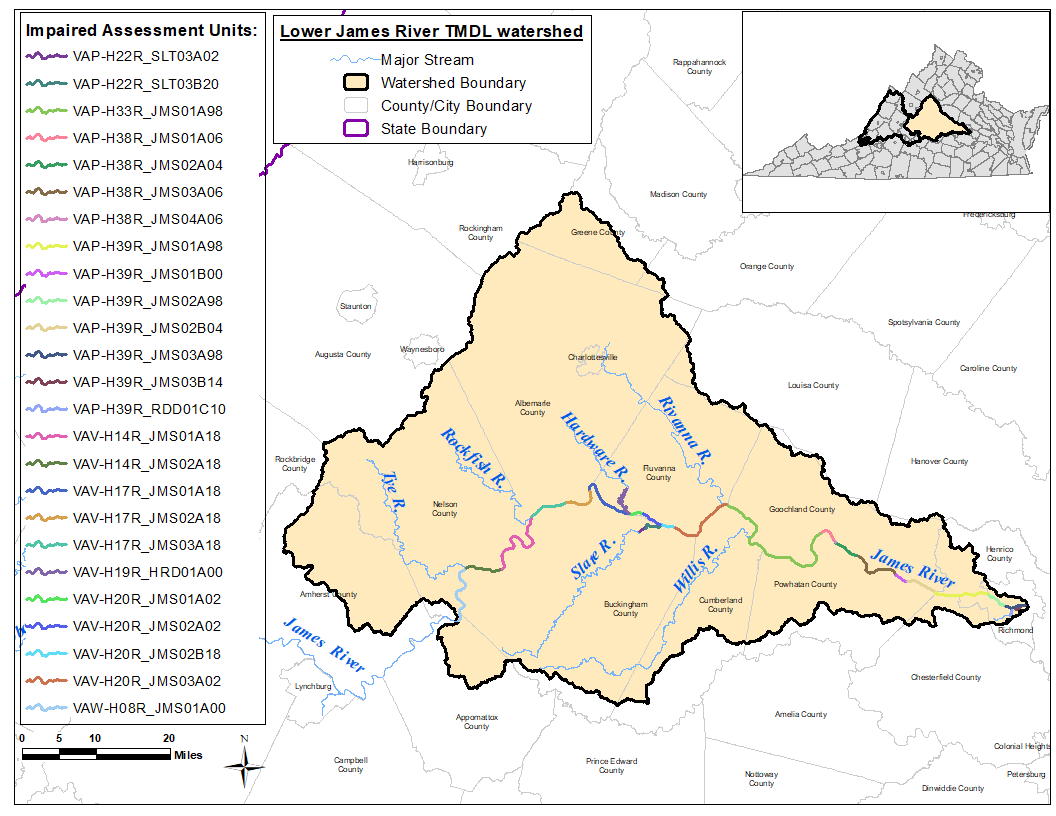 Impaired Assessment Units:
VAP-H22R_SLT03A02
VAP-H22R_SLT03B20
VAP-H33R_JMS01A98
VAP-H38R_JMS01A06
VAP-H38R_JMS02A04
VAP-H38R_JMS03A06
VAP-H38R_JMS04A06
VAP-H39R_JMS01A98
VAP-H39R_JMS01B00
VAP-H39R_JMS02A98
VAP-H39R_JMS02B04
VAP-H39R_JMS03A98
VAP-H39R_JMS03B14
VAP-H39R_RDD01C10
VAV-H14R_JMS01A18
VAV-H14R_JMS02A18
VAV-H17R_JMS01A18
VAV-H17R_JMS02A18
VAV-H17R_JMS03A18
VAV-H19R_HRD01A00
VAV-H20R_JMS01A02
VAV-H20R_JMS02A02
VAV-H20R_JMS02B18
VAV-H20R_JMS03A02
VAW-H08R_JMS01A00
0 5 10 20
Miles
N
Lower James River TMDL watershed
Major Stream
Watershed Boundary
County/City Boundary
State Boundary
Rappahannock
County
Harrisonburg
Madison County
Fredericksburg
Rockingham
County
Greene County
Orange County
Staunton
Spotsylvania County
Augusta County
Waynesboro
Charlottesville
Caroline County
Louisa County
Albemarle
County
Rivanna R.
Hardware R.
Rockfish R.
Rockbridge
County
Tye R.
Fluvanna
County
Hanover County
Nelson
County
Goochland County
Slate R.
Willis R.
James River
Henrico
County
Powhatan County
Amherst County
Buckingham
County
Cumberland
County
Richmond
James River
Lynchburg
Chesterfield County
Appomattox
County
Amelia County
Campbell
County
Prince Edward
County
Nottoway
County
Colonial Heights
Petersburg
Dinwiddie County